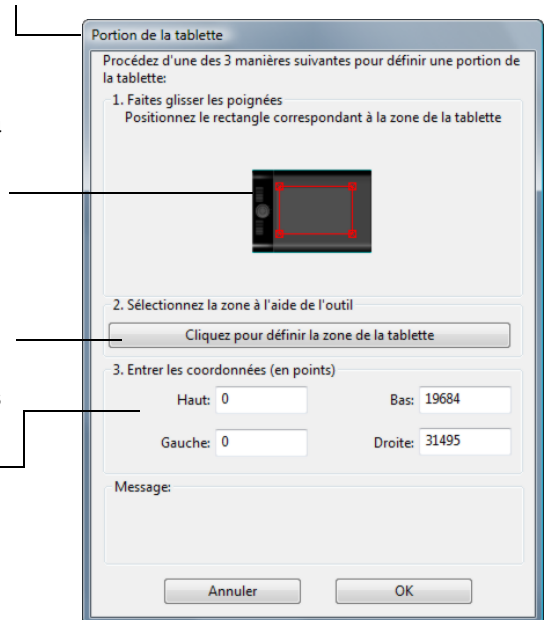 Portion de la tablette
Procédez d'une des 3 manières suivantes pour définir une portion de
la tablette:
1. Faites glisser les poignées
Positionnez le rectangle correspondant à la zone de la tablette
2. Sélectionnez la zone à l'aide de l'outil
Cliquez pour définir la zone de la tablette
3. Entrer les coordonnées (en points)
Haut: 0 Bas: 19684
Gauche: 0 Droite: 31495
Message:
Annuler OK